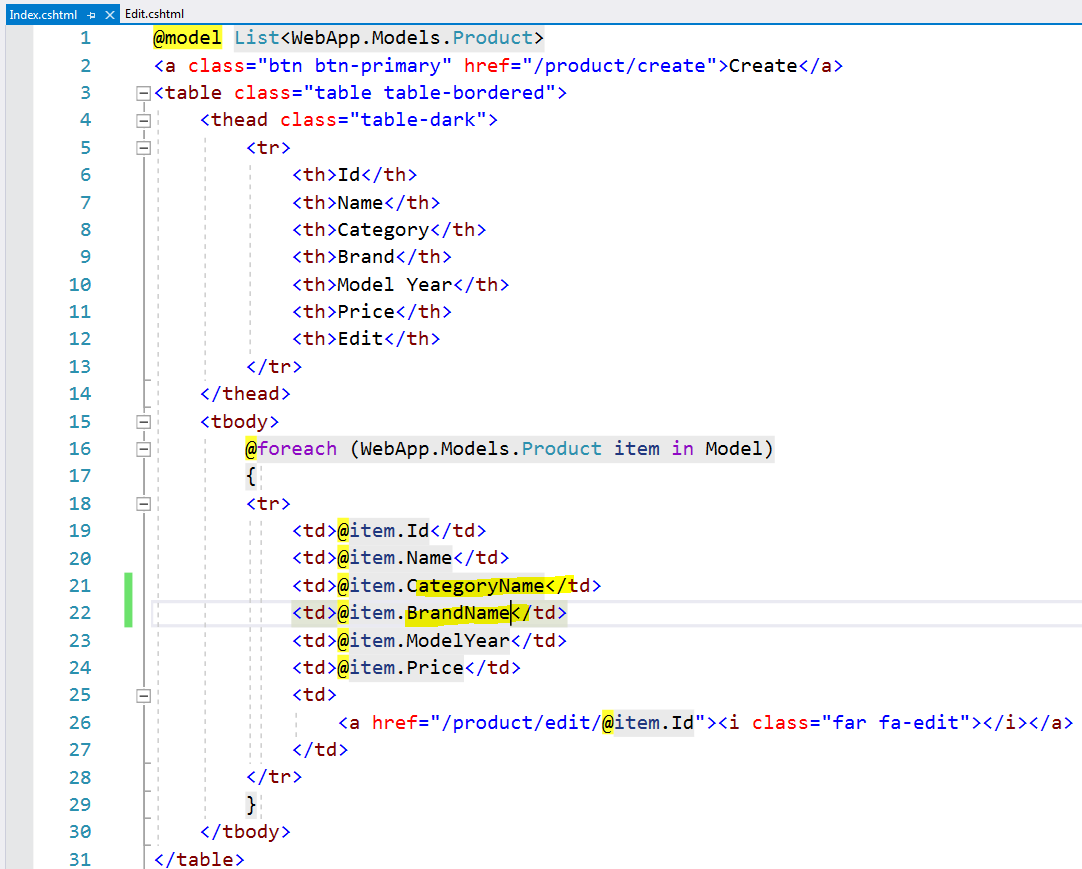 Index.cshtml Edit.cshtml
1 @model List<WebApp.Models.Product>
2 <a class="btn btn-primary" href="/product/create">Create</a>
3 <table class="table table-bordered">
4 <thead class="table-dark">
5 <tr>
6 <th>Id</th>
7 <th>Name</th>
8 <th>Category</th>
9 <th>Brand</th>
10 <th>Model Year</th>
11 <th>Price</th>
12 <th>Edit</th>
13 </tr>
14 </thead>
15 <tbody>
16 @foreach (WebApp.Models.Product item in Model)
17 {
18 <tr>
19 <td>@item.Id</td>
20 <td>@item.Name</td>
21 <td>@item.CategoryName</td>
22 <td>@item.BrandName</td>
23 <td>@item.ModelYear</td>
24 <td>@item.Price</td>
25 <td>
26 <a href="/product/edit/@item.Id"><i class="far fa-edit"></i></a>
27 </td>
28 </tr>
29 }
30 </tbody>
31 </table>